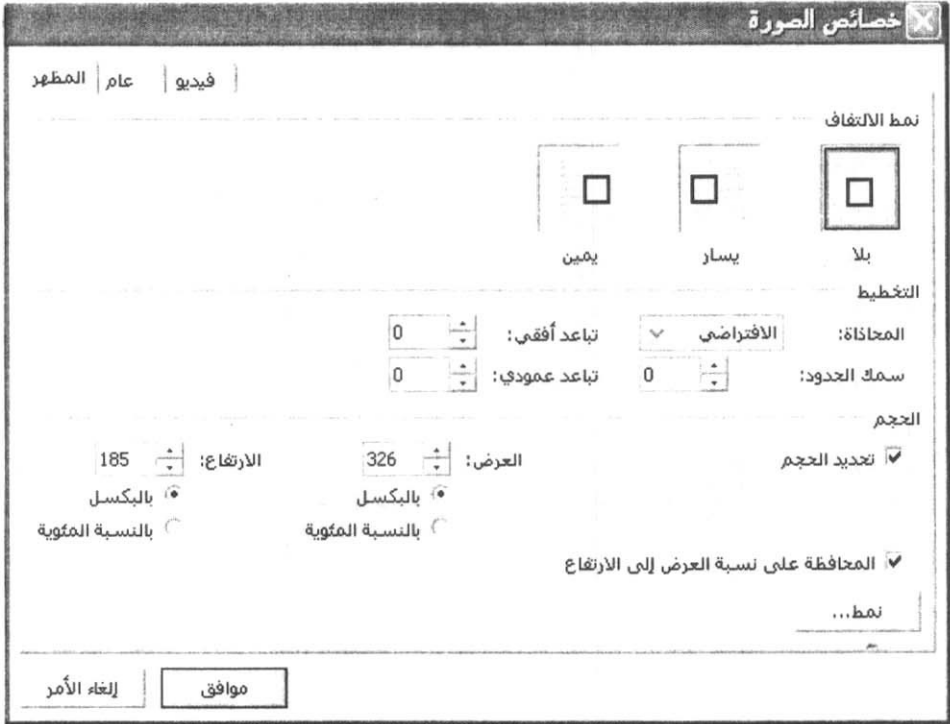 خصائص الصورة
فيديو عام المظهر
نمط الالتفاف
بلا يسار يمين
التخطيط
المحاذاة: الافتراضي تباعد أفقي: 0
سمك الحدود: 0 تباعد عمودي: 0
الحجم
تحديد الحجم العرض: 326 الارتفاع: 185
بالبكسل بالبكسل
بالنسبة المئوية بالنسبة المئوية
المحافظة على نسبة العرض إلى الارتفاع
نمط...
موافق إلغاء الأمر